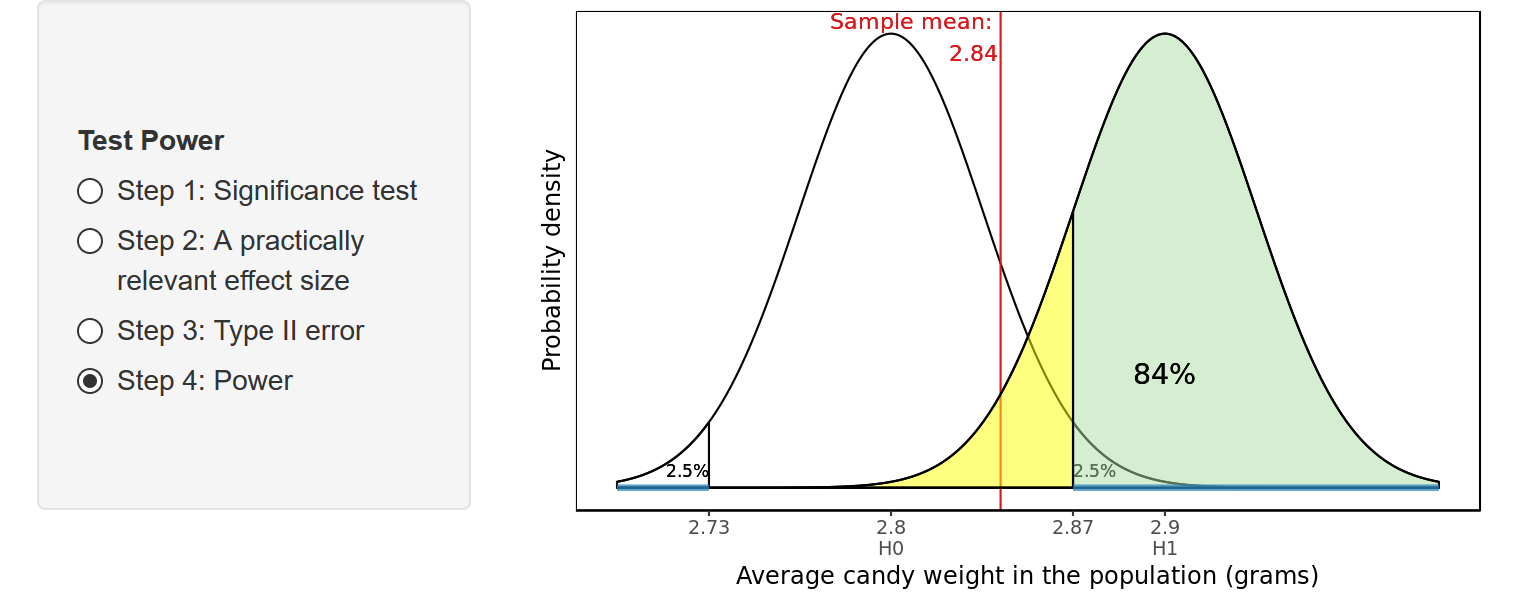 Test Power
Step 1: Significance test
Step 2: A practically
relevant effect size
Step 3: Type II error
Step 4: Power
Sample mean:
2.84
Probability density
84%
2.5%
2.5%
2.73 2.8 2.87 2.9
H0 H1
Average candy weight in the population (grams)